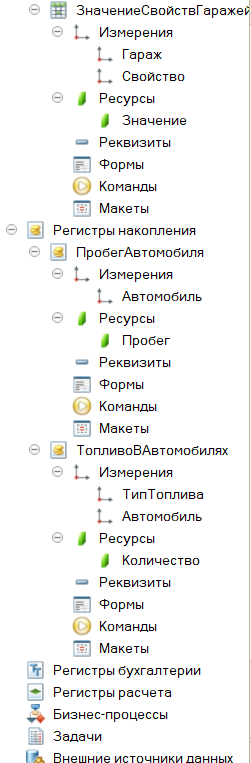 ЗначениеСвойствГаражей
Измерения
Гараж
Свойство
Ресурсы
Значение
Реквизиты
Формы
Команды
Макеты
Регистры накопления
ПробегАвтомобиля
Измерения
Автомобиль
Ресурсы
Пробег
Реквизиты
Формы
Команды
Макеты
ТопливоВАвтомобилях
Измерения
ТипТоплива
Автомобиль
Ресурсы
Количество
Реквизиты
Формы
Команды
Макеты
Регистры бухгалтерии
Регистры расчета
Бизнес-процессы
Задачи
Внешние источники данных